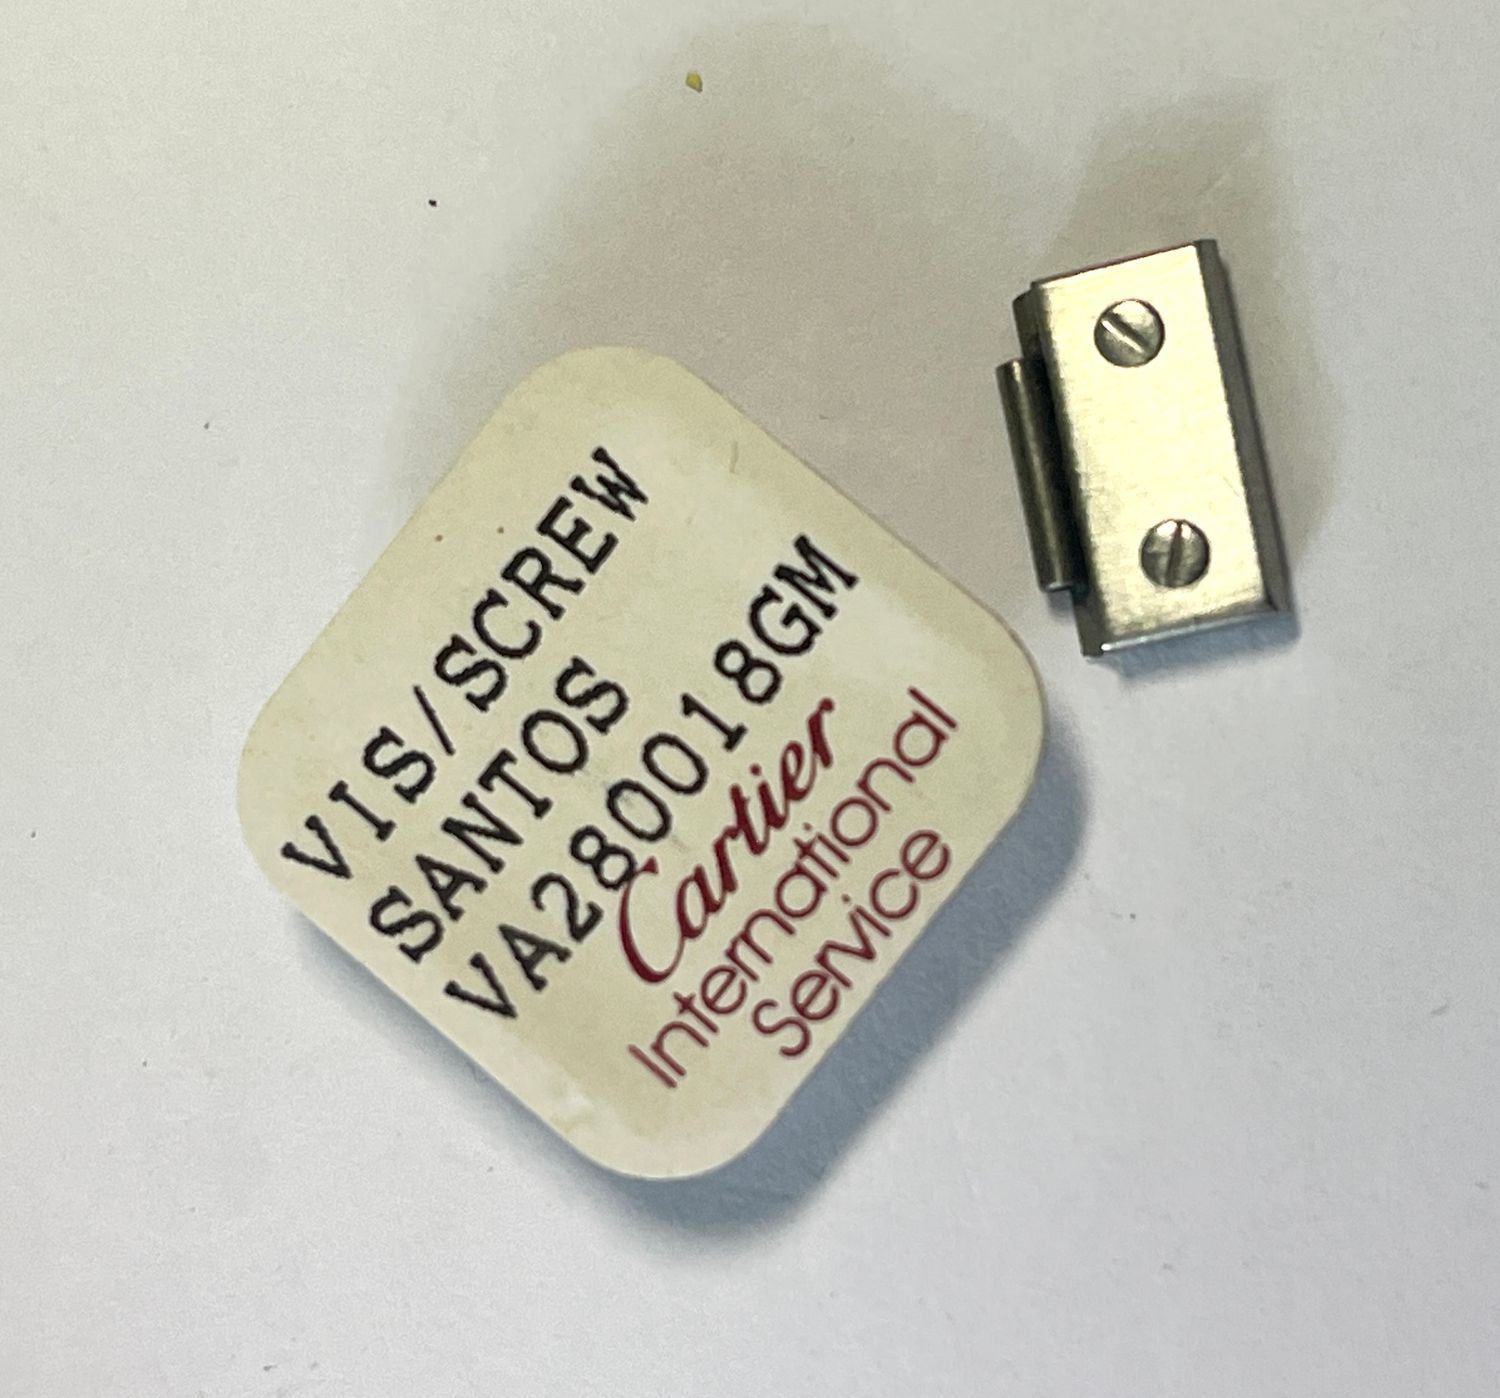 VIS/SCREW
SANTOS
VA280018GM
Cartier
International
Service